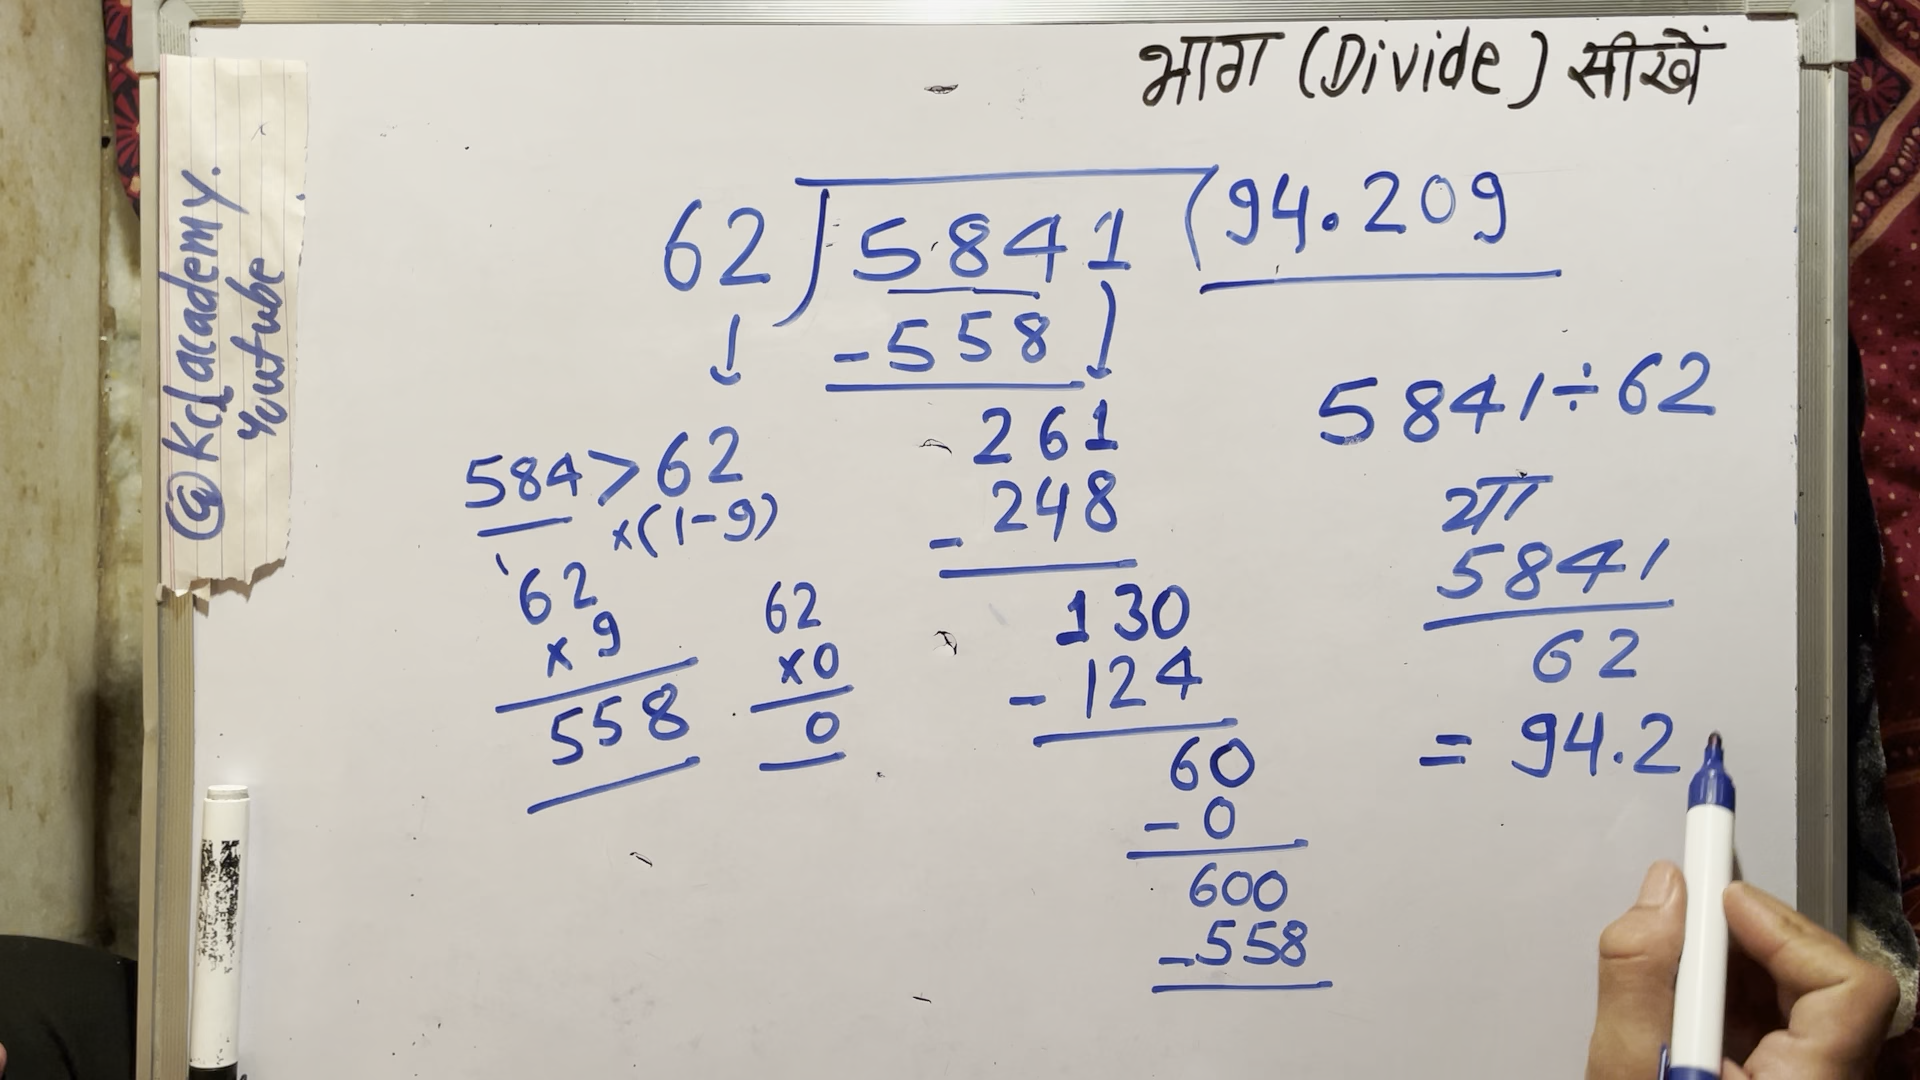 भाग (Divide) सीखें
@Kclacademy.
Youtube
62 ) 5841 ( 94.209
-558
261
- 248
130
- 124
60
- 0
600
- 558
584 > 62
x(1-9)
62
x 9
558
62
x0
0
5841÷62
या
5841
62
= 94.2